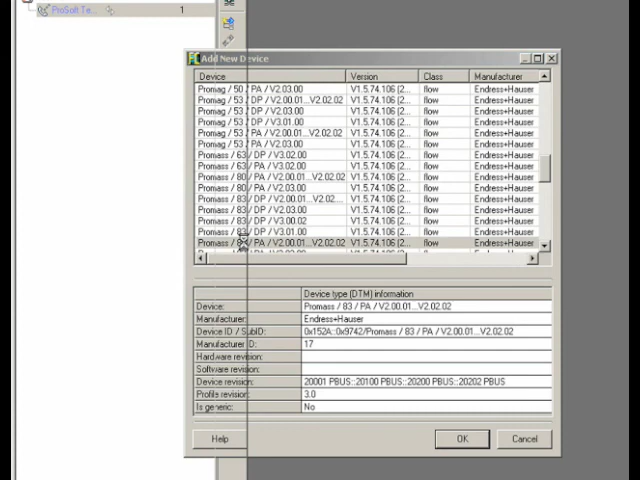 ProSoft Te... 1
Add New Device
Device Version Class Manufacturer
Promag / 50 / PA / V2.03.00 V1.5.74.106 (2... flow Endress+Hauser
Promag / 53 / DP / V2.00.01...V2.02.02 V1.5.74.106 (2... flow Endress+Hauser
Promag / 53 / DP / V2.03.00 V1.5.74.106 (2... flow Endress+Hauser
Promag / 53 / DP / V3.01.00 V1.5.74.106 (2... flow Endress+Hauser
Promag / 53 / PA / V2.00.01...V2.02.02 V1.5.74.106 (2... flow Endress+Hauser
Promag / 53 / PA / V2.03.00 V1.5.74.106 (2... flow Endress+Hauser
Promass / 63 / DP / V3.02.00 V1.5.74.106 (2... flow Endress+Hauser
Promass / 63 / PA / V3.02.00 V1.5.74.106 (2... flow Endress+Hauser
Promass / 80 / PA / V2.00.01...V2.02.02 V1.5.74.106 (2... flow Endress+Hauser
Promass / 80 / PA / V2.03.00 V1.5.74.106 (2... flow Endress+Hauser
Promass / 83 / DP / V2.00.01...V2.02.... V1.5.74.106 (2... flow Endress+Hauser
Promass / 83 / DP / V2.03.00 V1.5.74.106 (2... flow Endress+Hauser
Promass / 83 / DP / V3.00.02 V1.5.74.106 (2... flow Endress+Hauser
Promass / 83 / DP / V3.01.00 V1.5.74.106 (2... flow Endress+Hauser
Promass / 83 / PA / V2.00.01...V2.02.02 V1.5.74.106 (2... flow Endress+Hauser
Device type (DTM) information
Device: Promass / 83 / PA / V2.00.01...V2.02.02
Manufacturer: Endress+Hauser
Device ID / SubID: 0x152A::0x9742/Promass / 83 / PA / V2.00.01...V2.02.02
Manufacturer ID: 17
Hardware revision:
Software revision:
Device revision: 20001 PBUS::20100 PBUS::20200 PBUS::20202 PBUS
Profile revision: 3.0
Is generic: No
Help OK Cancel